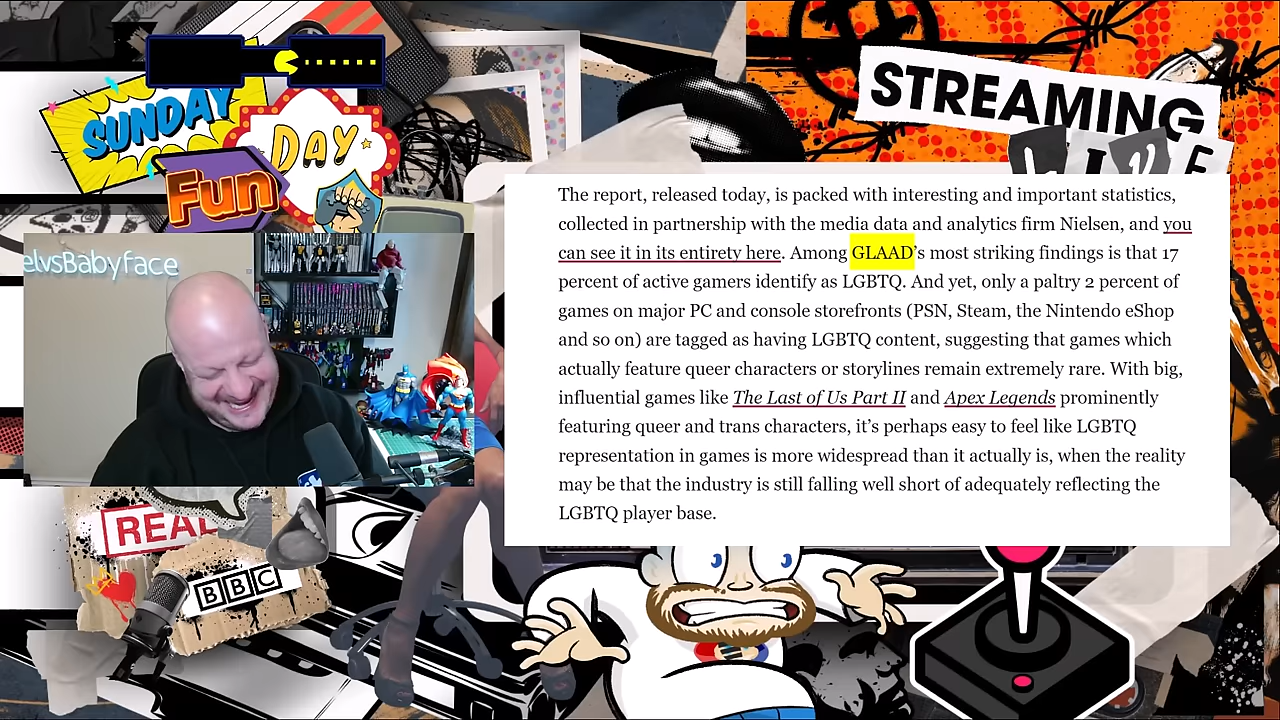 SUNDAY
DAY
Fun
STREAMING
elvsBabyface
The report, released today, is packed with interesting and important statistics,
collected in partnership with the media data and analytics firm Nielsen, and you
can see it in its entirety here. Among GLAAD’s most striking findings is that 17
percent of active gamers identify as LGBTQ. And yet, only a paltry 2 percent of
games on major PC and console storefronts (PSN, Steam, the Nintendo eShop
and so on) are tagged as having LGBTQ content, suggesting that games which
actually feature queer characters or storylines remain extremely rare. With big,
influential games like The Last of Us Part II and Apex Legends prominently
featuring queer and trans characters, it’s perhaps easy to feel like LGBTQ
representation in games is more widespread than it actually is, when the reality
may be that the industry is still falling well short of adequately reflecting the
LGBTQ player base.
REAL
BBC